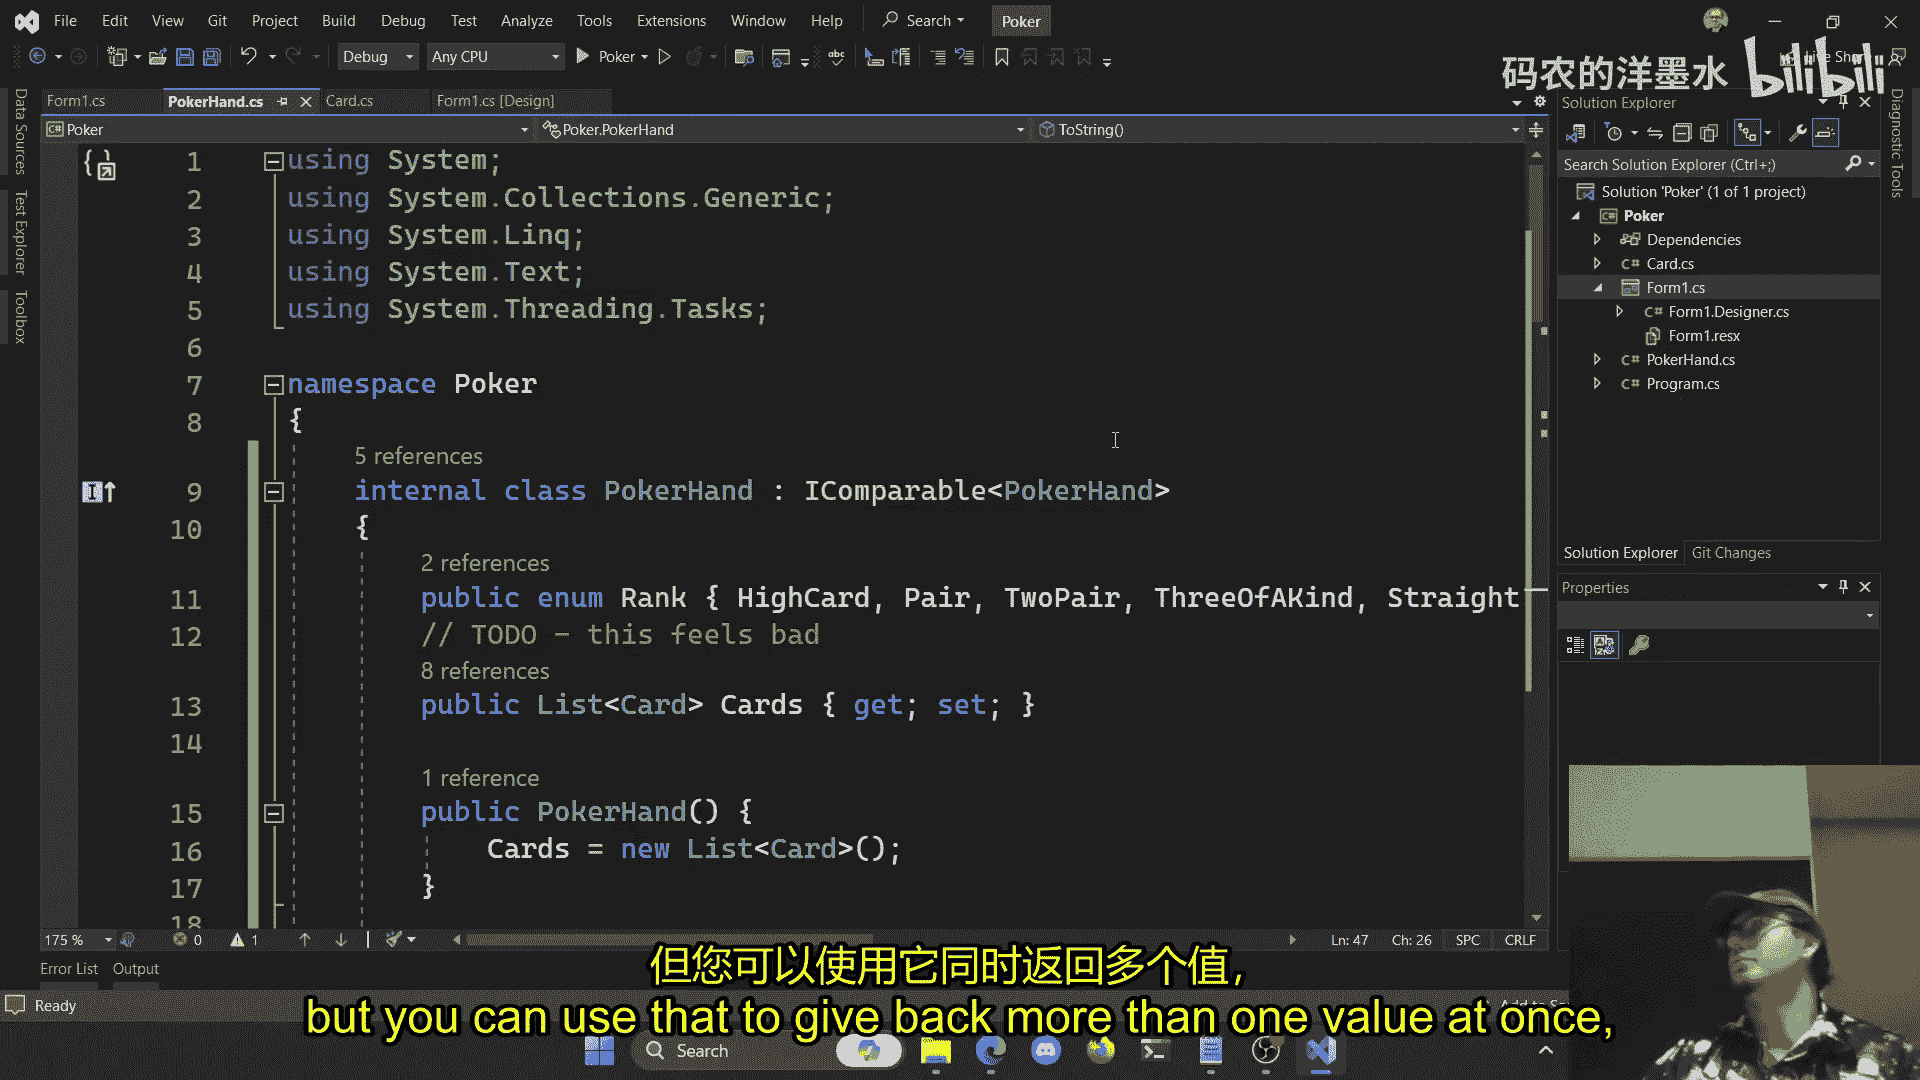 File Edit View Git Project Build Debug Test Analyze Tools Extensions Window Help Search Poker
Debug Any CPU Poker
码农的洋墨水 bilibili
Form1.cs PokerHand.cs Card.cs Form1.cs [Design]
Poker Poker.PokerHand ToString()
Data Sources
Test Explorer
Toolbox
1 using System;
2 using System.Collections.Generic;
3 using System.Linq;
4 using System.Text;
5 using System.Threading.Tasks;
6
7 namespace Poker
8 {
5 references
9 internal class PokerHand : IComparable<PokerHand>
10 {
2 references
11 public enum Rank { HighCard, Pair, TwoPair, ThreeOfAKind, Straight
12 // TODO - this feels bad
8 references
13 public List<Card> Cards { get; set; }
14
1 reference
15 public PokerHand() {
16 Cards = new List<Card>();
17 }
18
175 % 0 1 Ln: 47 Ch: 26 SPC CRLF
Error List Output
Ready
Solution Explorer
Search Solution Explorer (Ctrl+;)
Solution 'Poker' (1 of 1 project)
Poker
Dependencies
C# Card.cs
Form1.cs
C# Form1.Designer.cs
Form1.resx
C# PokerHand.cs
C# Program.cs
Solution Explorer Git Changes
Properties
Diagnostic Tools
但您可以使用它同时返回多个值，
but you can use that to give back more than one value at once,
Search